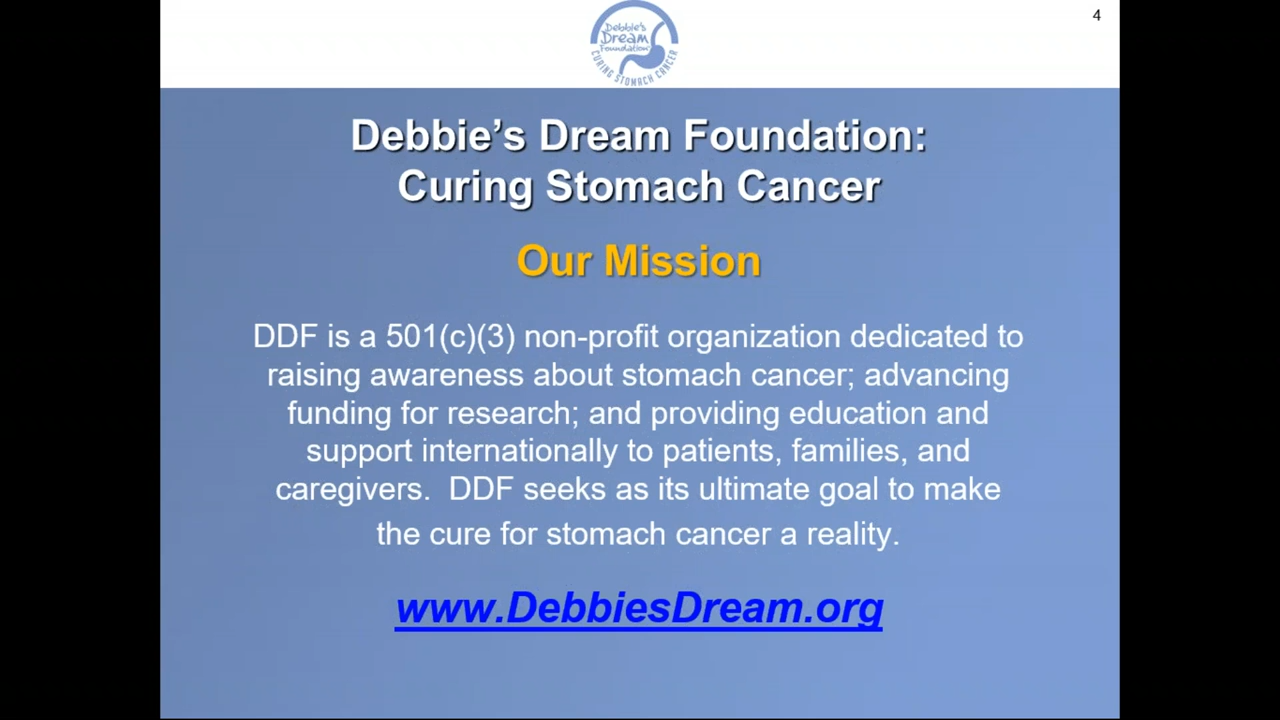 4
Debbie's
Dream
Foundation
CURING STOMACH CANCER
Debbie’s Dream Foundation:
Curing Stomach Cancer
Our Mission
DDF is a 501(c)(3) non-profit organization dedicated to
raising awareness about stomach cancer; advancing
funding for research; and providing education and
support internationally to patients, families, and
caregivers.  DDF seeks as its ultimate goal to make
the cure for stomach cancer a reality.
www.DebbiesDream.org